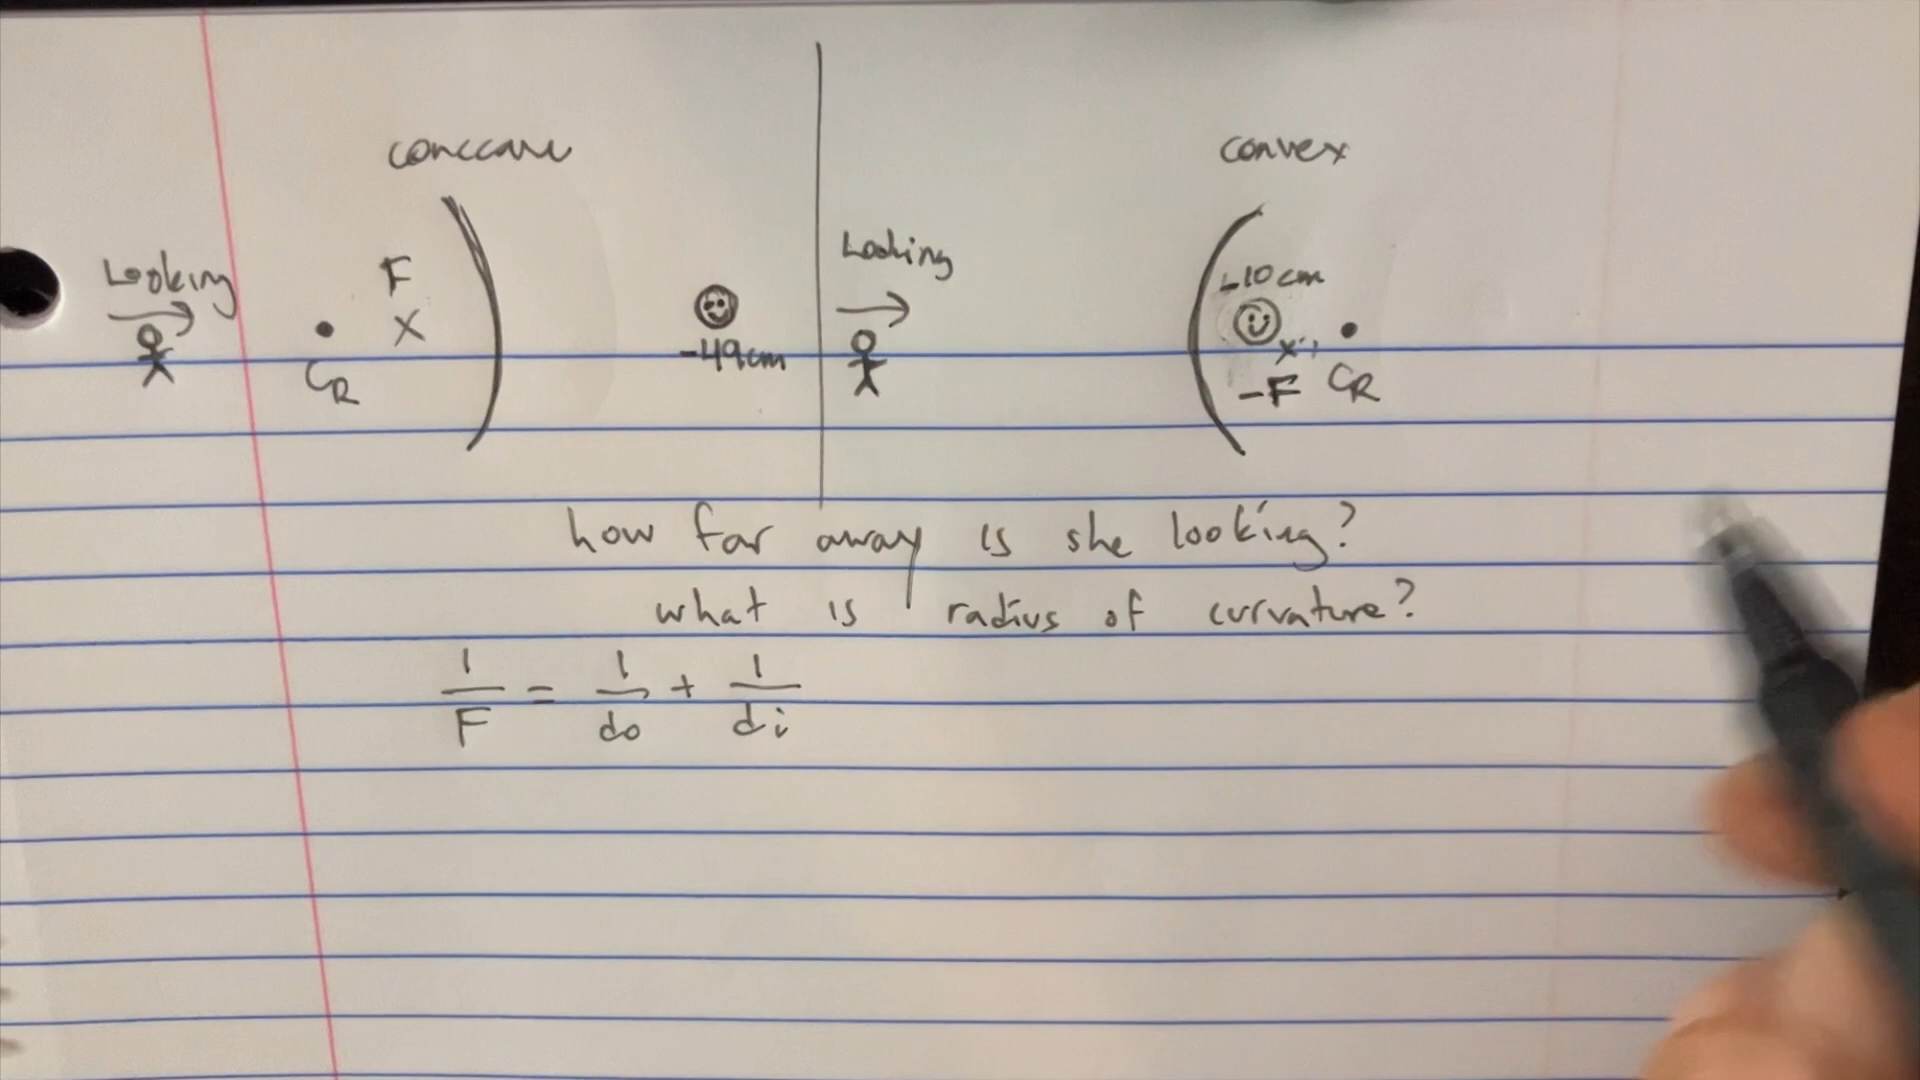 conccave
convex
Looking
F
X
CR
-49cm
Looking
-10cm
X
-F
CR
how far away is she looking?
what is radius of curvature?
1/F = 1/do + 1/di